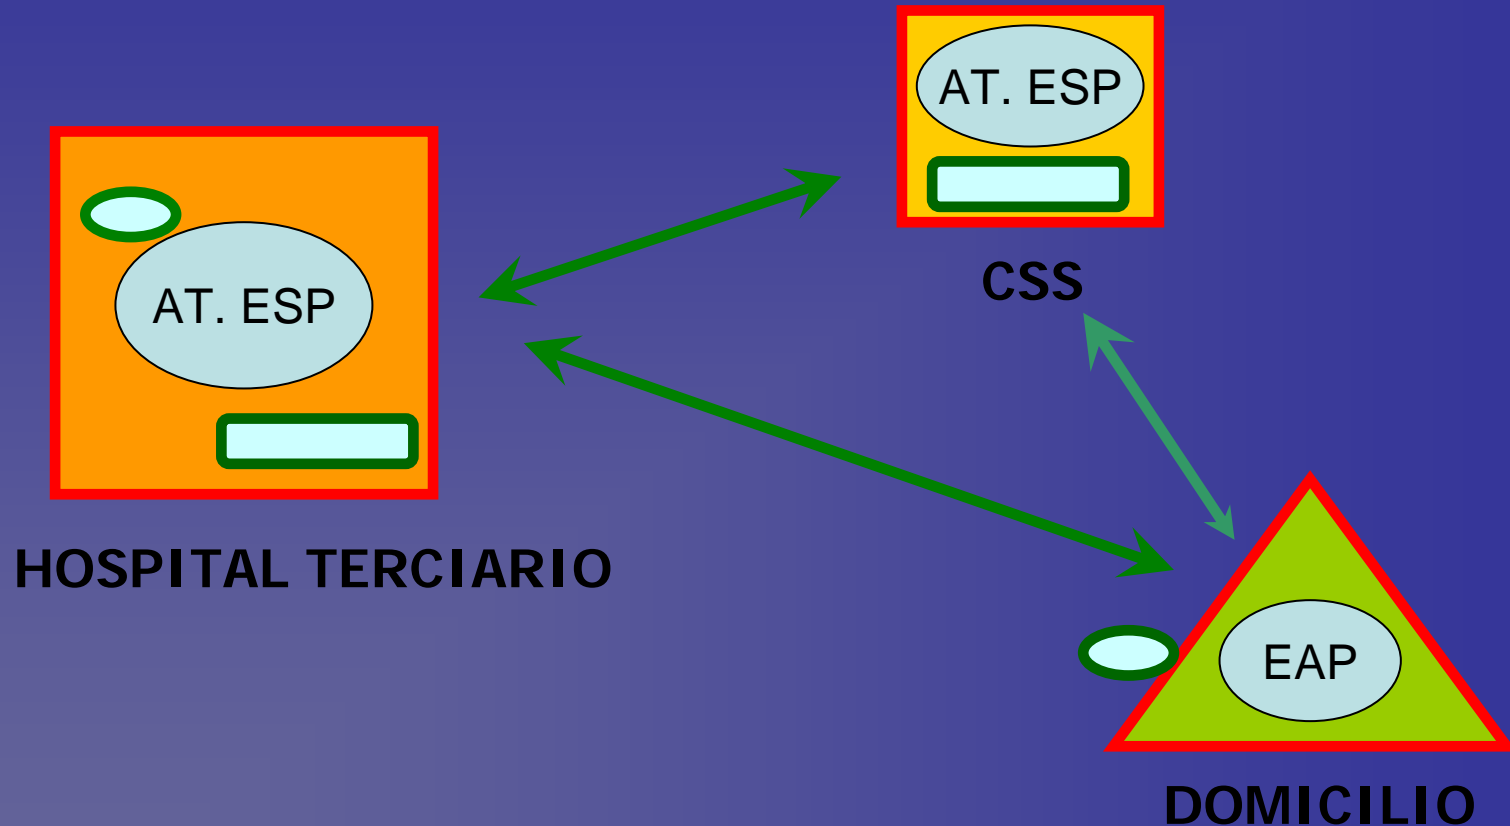 AT. ESP
CSS
AT. ESP
HOSPITAL TERCIARIO
EAP
DOMICILIO